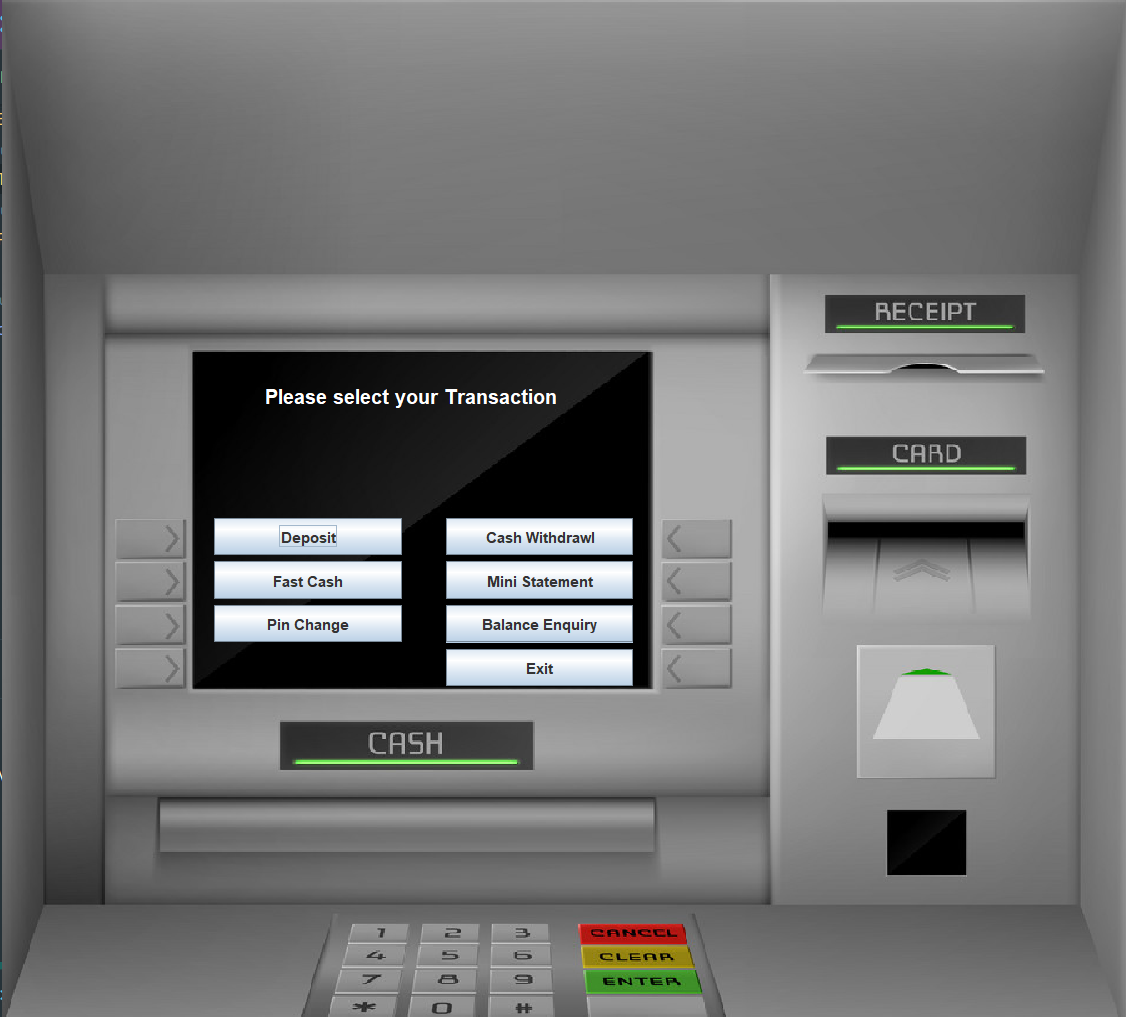 RECEIPT
Please select your Transaction
CARD
Deposit
Cash Withdrawl
Fast Cash
Mini Statement
Pin Change
Balance Enquiry
Exit
CASH
1 2 3 CANCEL
4 5 6 CLEAR
7 8 9 ENTER
* 0 #